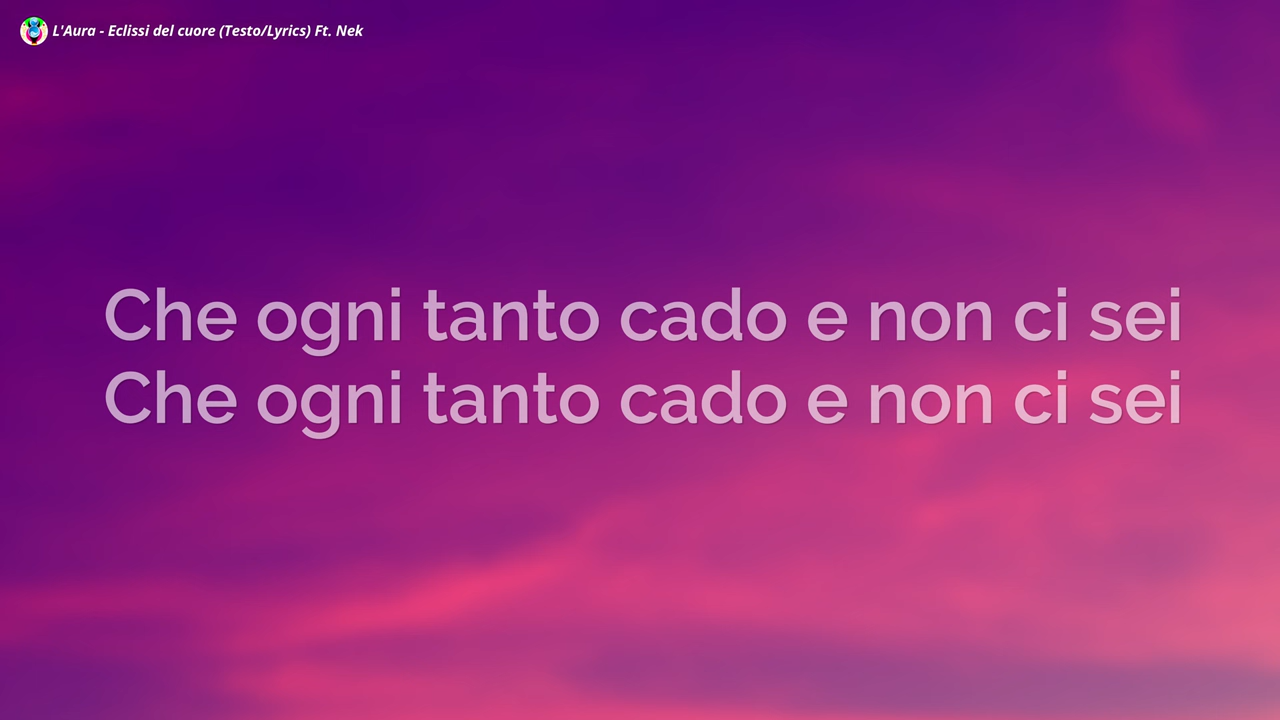 L'Aura - Eclissi del cuore (Testo/Lyrics) Ft. Nek
Che ogni tanto cado e non ci sei
Che ogni tanto cado e non ci sei